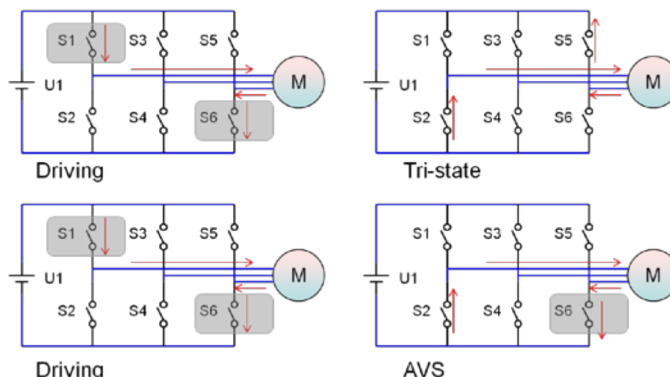 S1 S3 S5
U1 M
S2 S4 S6
Driving
S1 S3 S5
U1 M
S2 S4 S6
Tri-state
S1 S3 S5
U1 M
S2 S4 S6
Driving
S1 S3 S5
U1 M
S2 S4 S6
AVS